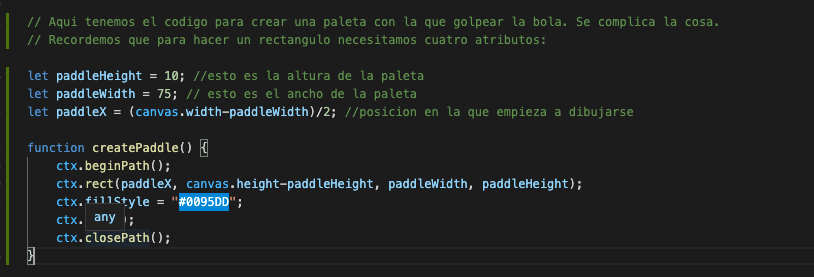 // Aqui tenemos el codigo para crear una paleta con la que golpear la bola. Se complica la cosa.
// Recordemos que para hacer un rectangulo necesitamos cuatro atributos:
let paddleHeight = 10; //esto es la altura de la paleta
let paddleWidth = 75; // esto es el ancho de la paleta
let paddleX = (canvas.width-paddleWidth)/2; //posicion en la que empieza a dibujarse
function createPaddle() {
ctx.beginPath();
ctx.rect(paddleX, canvas.height-paddleHeight, paddleWidth, paddleHeight);
ctx.fillStyle = "#0095DD";
ctx. any );
ctx.closePath();
}